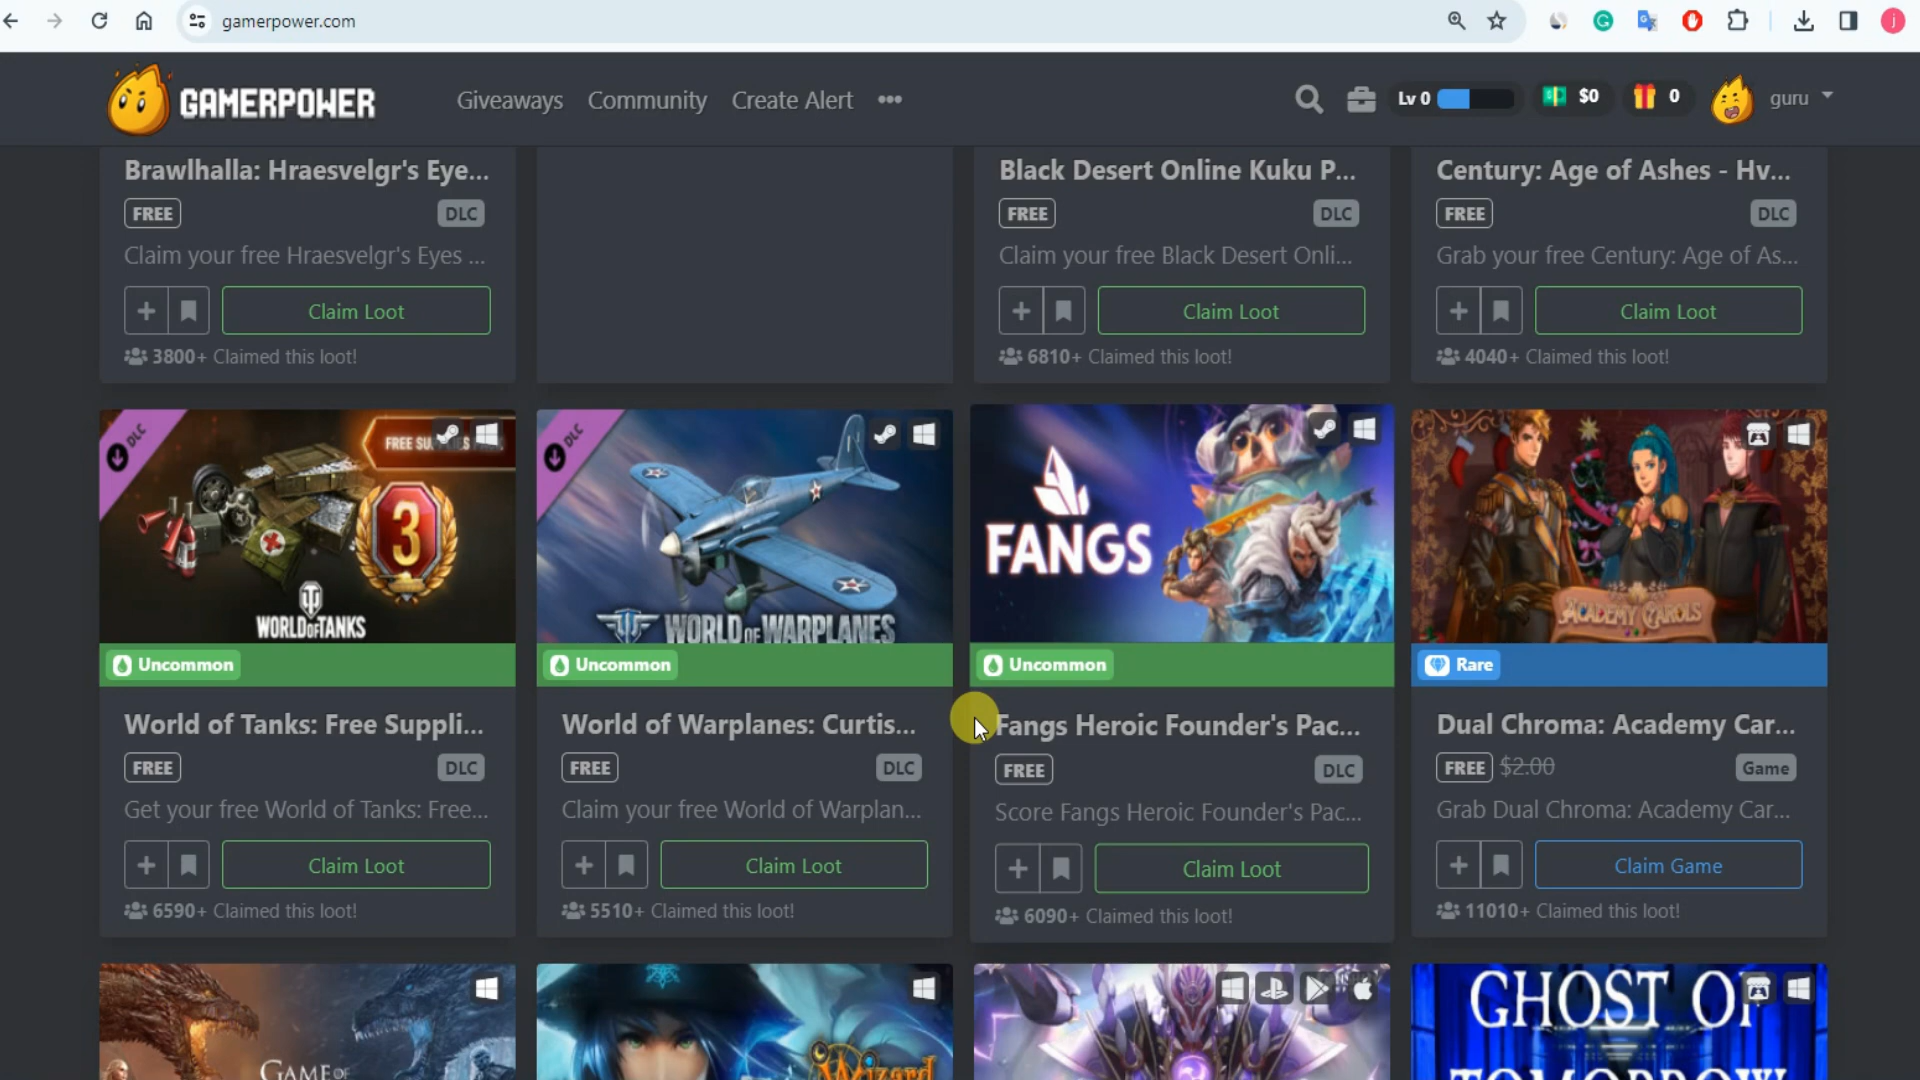 gamerpower.com
j
GAMERPOWER
Giveaways
Community
Create Alert
Lv 0
$0
0
guru
Brawlhalla: Hraesvelgr's Eye...
FREE
DLC
Claim your free Hraesvelgr's Eyes ...
Claim Loot
3800+ Claimed this loot!
Black Desert Online Kuku P...
FREE
DLC
Claim your free Black Desert Onli...
Claim Loot
6810+ Claimed this loot!
Century: Age of Ashes - Hv...
FREE
DLC
Grab your free Century: Age of As...
Claim Loot
4040+ Claimed this loot!
DLC
FREE SU
3
WORLD OF TANKS
Uncommon
World of Tanks: Free Suppli...
FREE
DLC
Get your free World of Tanks: Free...
Claim Loot
6590+ Claimed this loot!
DLC
WORLD OF WARPLANES
Uncommon
World of Warplanes: Curtis...
FREE
DLC
Claim your free World of Warplan...
Claim Loot
5510+ Claimed this loot!
FANGS
Uncommon
Fangs Heroic Founder's Pac...
FREE
DLC
Score Fangs Heroic Founder's Pac...
Claim Loot
6090+ Claimed this loot!
ACADEMY CAROLS
Rare
Dual Chroma: Academy Car...
FREE $2.00
Game
Grab Dual Chroma: Academy Car...
Claim Game
11010+ Claimed this loot!
GAME OF
Wizard
GHOST OF
TOMORROW